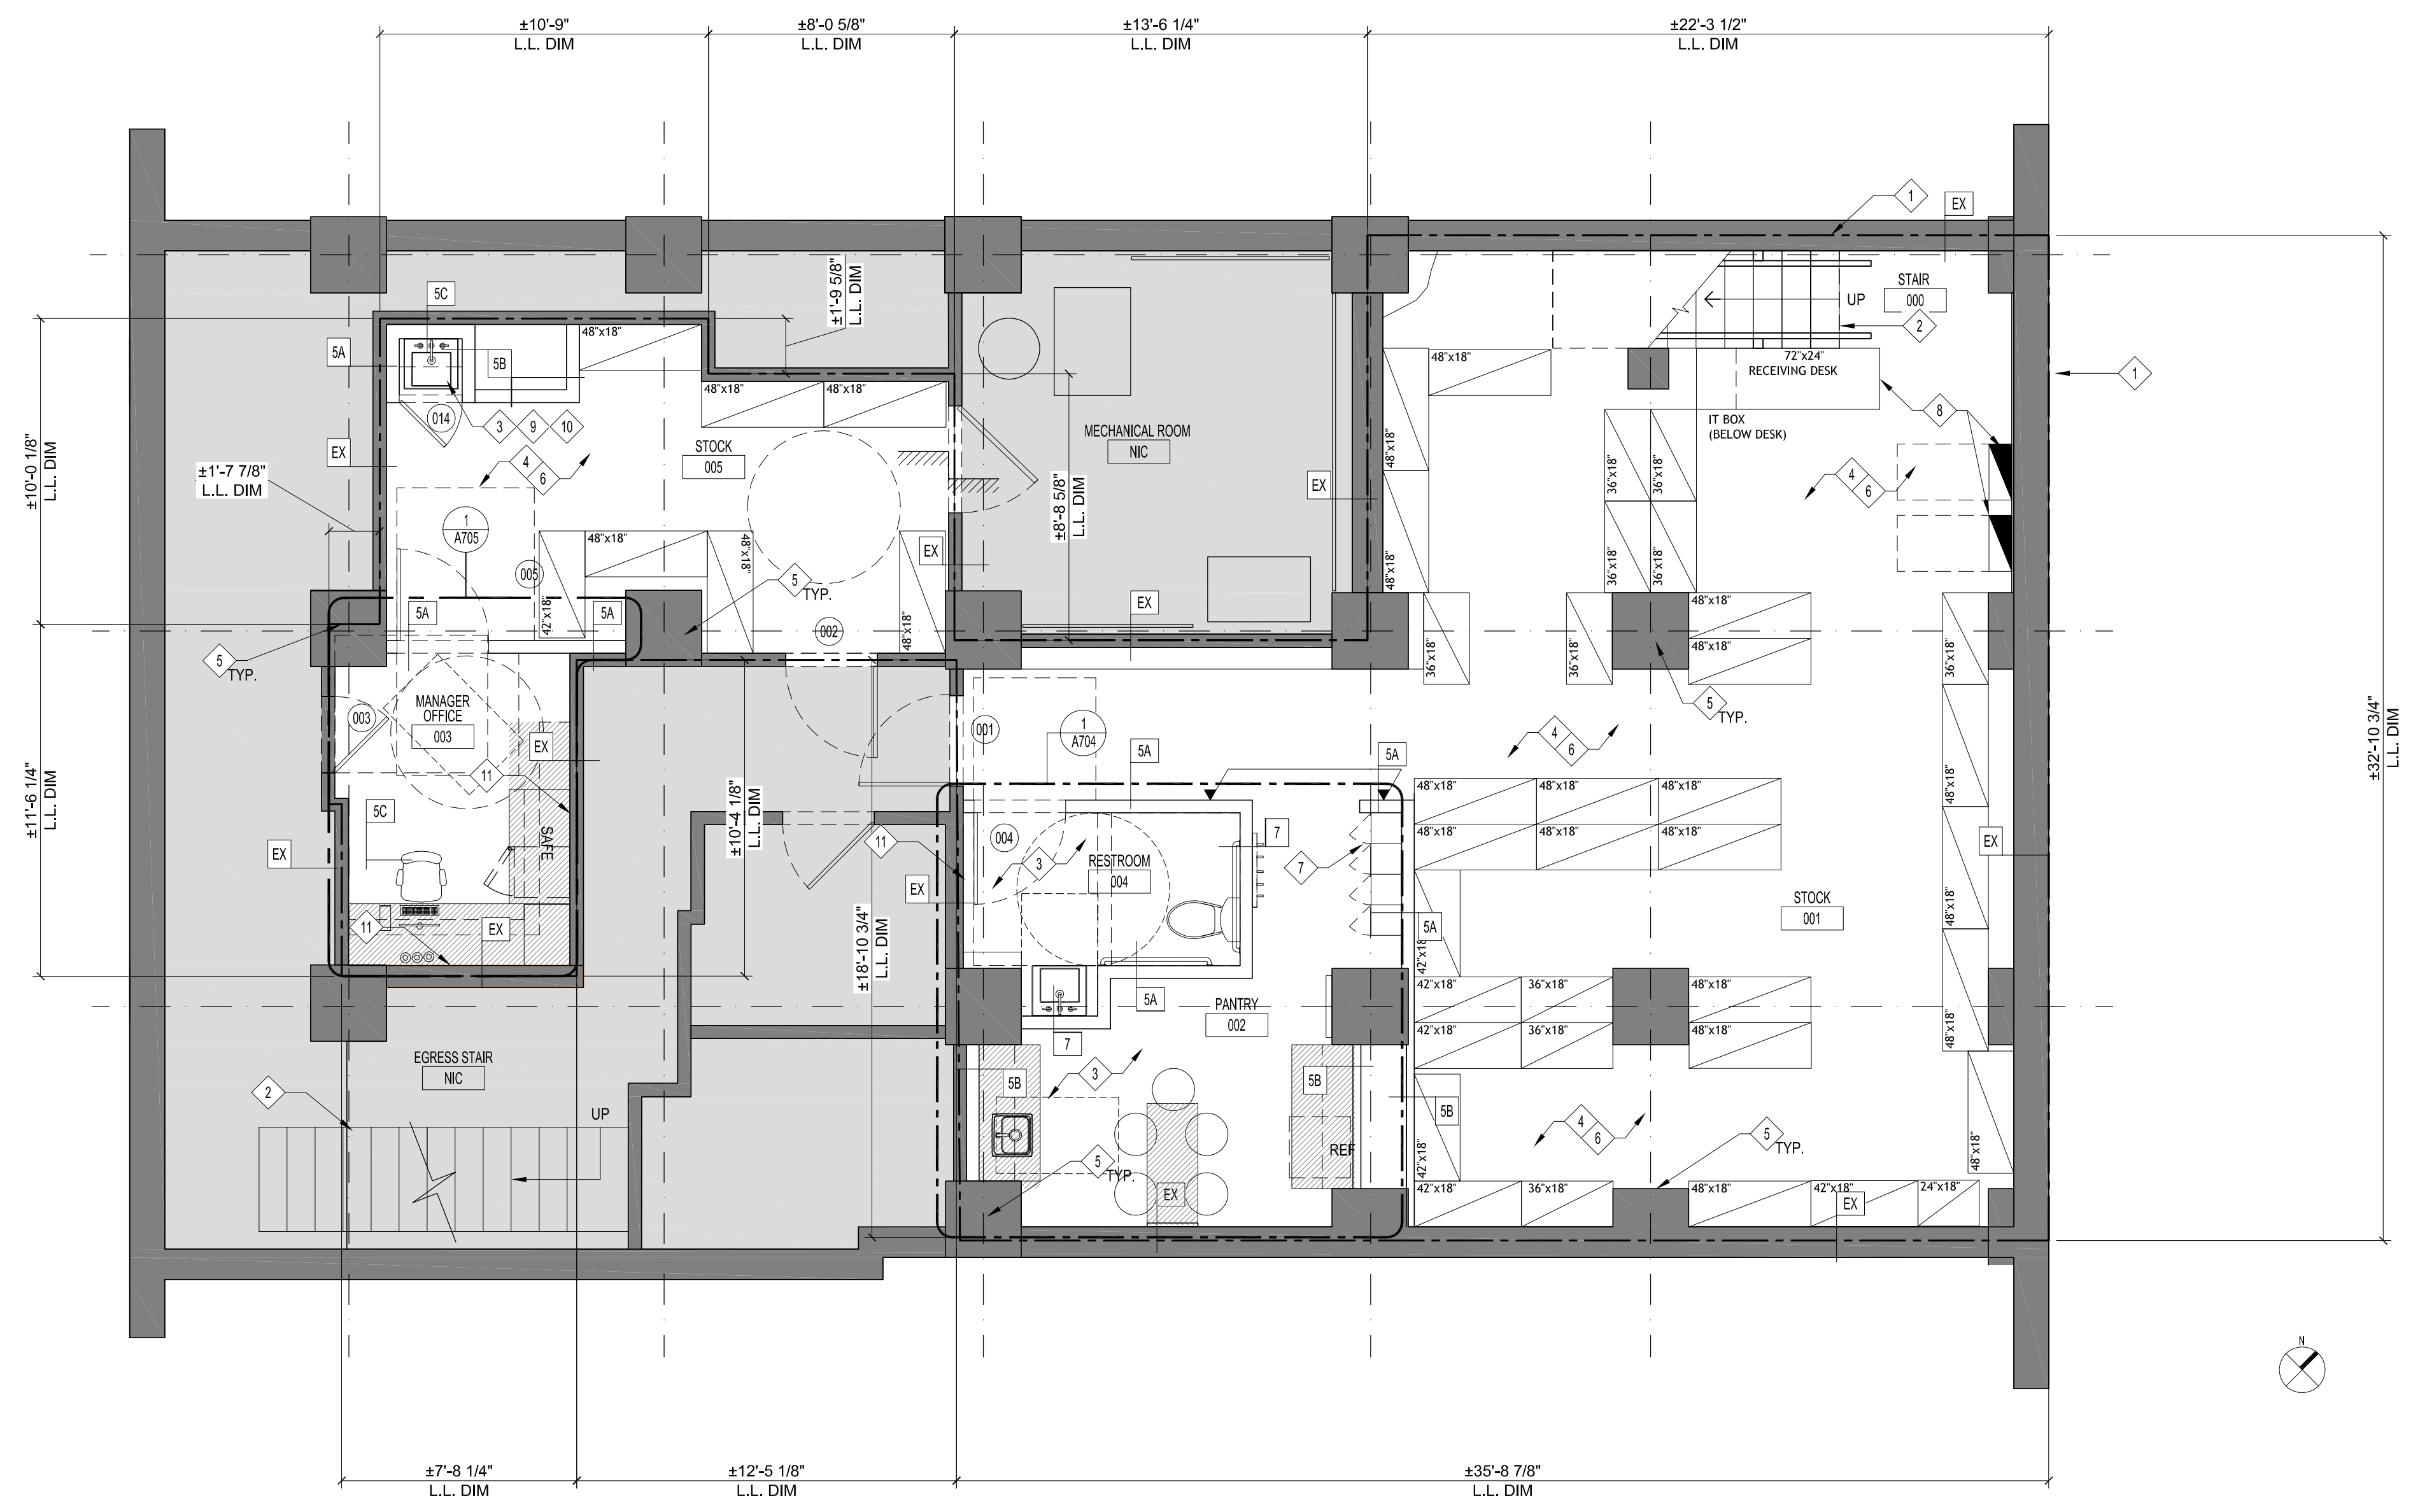 ±10'-9"
L.L. DIM
±8'-0 5/8"
L.L. DIM
±13'-6 1/4"
L.L. DIM
±22'-3 1/2"
L.L. DIM
1
EX
±1'-9 5/8"
L.L. DIM
STAIR
000
UP
2
5C
5A
5B
48"x18"
48"x18"
48"x18"
014
3
9
10
EX
±10'-0 1/8"
L.L. DIM
±1'-7 7/8"
L.L. DIM
4
6
STOCK
005
1
A705
005
48"x18"
48"x18"
42"x18"
48"x18"
5
TYP.
EX
002
MECHANICAL ROOM
NIC
±8'-8 5/8"
L.L. DIM
EX
EX
48"x18"
48"x18"
48"x18"
72"x24"
RECEIVING DESK
IT BOX
(BELOW DESK)
8
1
36"x18"
36"x18"
36"x18"
36"x18"
4
6
36"x18"
36"x18"
48"x18"
48"x18"
36"x18"
5
TYP.
±32'-10 3/4"
L.L. DIM
5A
5A
5
TYP.
MANAGER
OFFICE
003
003
EX
11
5C
SAFE
EX
11
EX
±11'-6 1/4"
L.L. DIM
±10'-4 1/8"
L.L. DIM
±18'-10 3/4"
L.L. DIM
001
1
A704
5A
5A
4
6
004
11
EX
3
RESTROOM
004
7
7
5A
5A
48"x18"
48"x18"
48"x18"
48"x18"
48"x18"
48"x18"
48"x18"
48"x18"
48"x18"
48"x18"
EX
STOCK
001
42"x18"
42"x18"
36"x18"
48"x18"
42"x18"
36"x18"
48"x18"
PANTRY
002
7
EGRESS STAIR
NIC
2
UP
5B
3
5B
5B
REF
5
TYP.
EX
42"x18"
4
6
5
TYP.
48"x18"
42"x18"
36"x18"
48"x18"
42"x18"
24"x18"
EX
N
±7'-8 1/4"
L.L. DIM
±12'-5 1/8"
L.L. DIM
±35'-8 7/8"
L.L. DIM